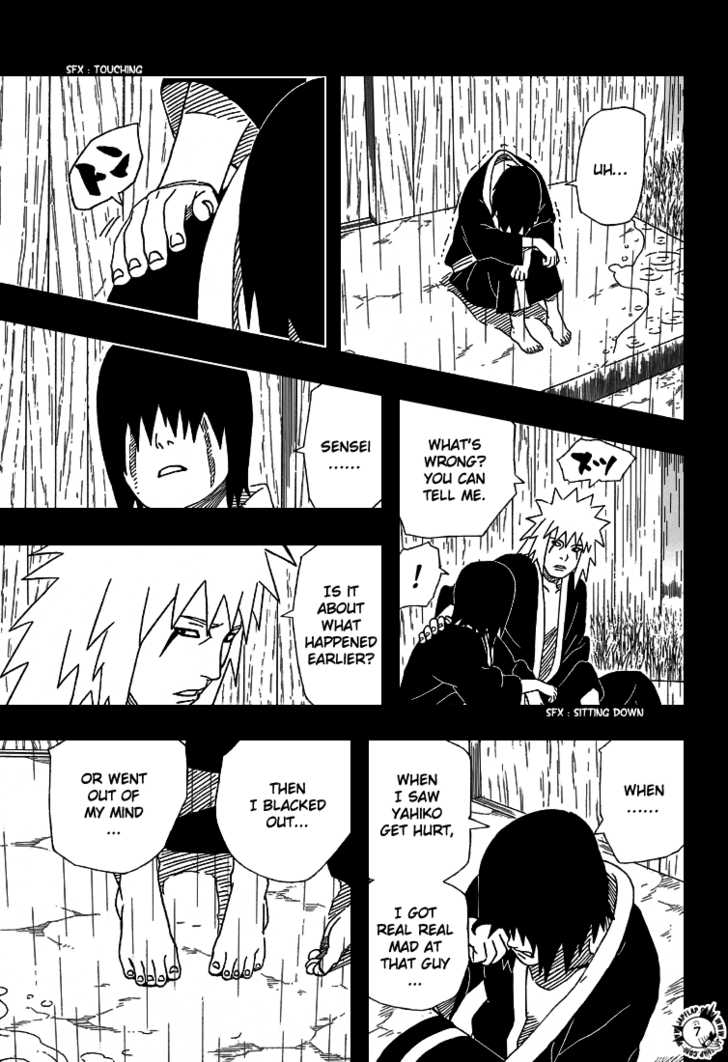 UH...
SFX : TOUCHING
WHAT'S
WRONG?
YOU CAN
TELL ME.
!
SFX : SITTING DOWN
SENSEI
......
IS IT
ABOUT
WHAT
HAPPENED
EARLIER?
WHEN
......
WHEN
I SAW
YAHIKO
GET HURT,
I GOT
REAL REAL
MAD AT
THAT GUY
...
THEN
I BLACKED
OUT...
OR WENT
OUT OF
MY MIND
...
7